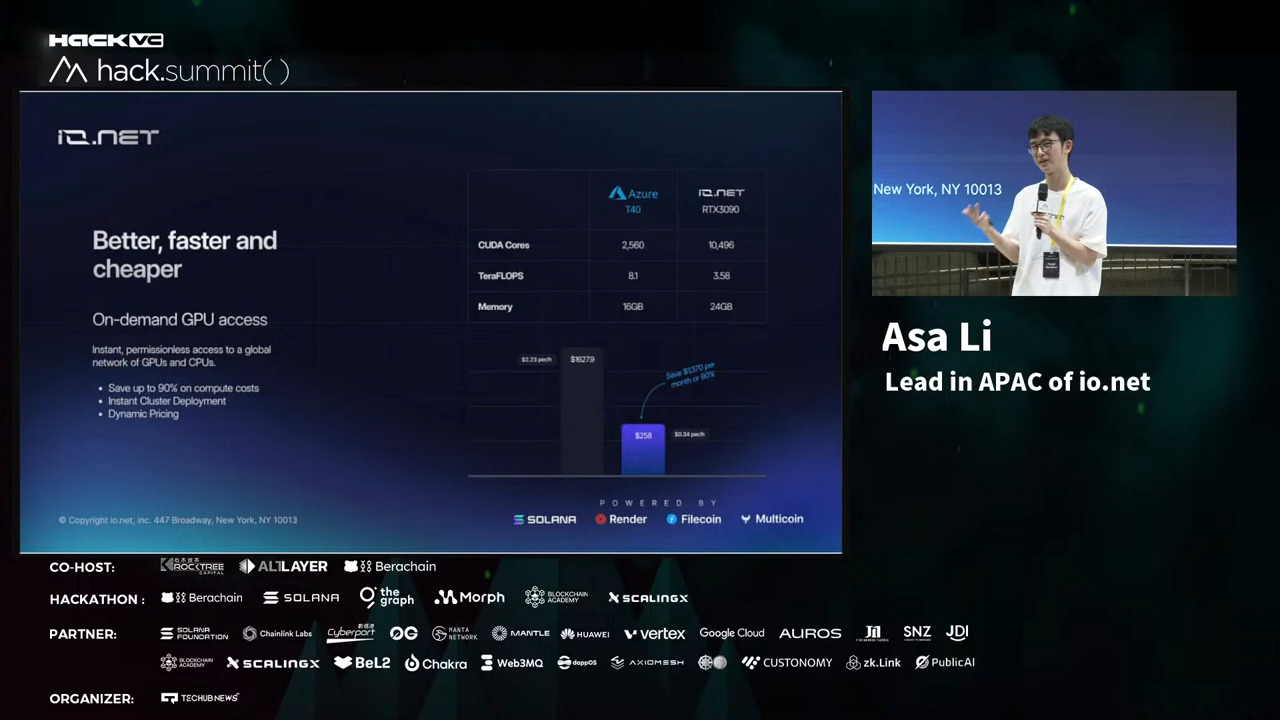 HACK VC
hack.summit()
io.net
Better, faster and
cheaper
On-demand GPU access
Instant, permissionless access to a global
network of GPUs and CPUs.
• Save up to 90% on compute costs
• Instant Cluster Deployment
• Dynamic Pricing
Azure io.net
T40 RTX3090
CUDA Cores 2,560 10,496
TeraFLOPS 8.1 3.58
Memory 16GB 24GB
$2.23 per/h $1627.9
Save $1,370 per
month or 90%
$258 $0.34 per/h
POWERED BY
SOLANA Render Filecoin Multicoin
© Copyright io.net, inc. 447 Broadway, New York, NY 10013
New York, NY 10013
Asa Li
Lead in APAC of io.net
CO-HOST: ROCKTREE CAPITAL ALTLAYER Berachain
HACKATHON : Berachain SOLANA the graph Morph BLOCKCHAIN ACADEMY SCALINGX
PARTNER: SOLANA FOUNDATION Chainlink Labs Cyberport MANTA NETWORK MANTLE HUAWEI vertex Google Cloud AUROS SNZ JDI
BLOCKCHAIN ACADEMY SCALINGX BeL2 Chakra Web3MQ dappOS AXIOMESH CUSTONOMY zk.Link PublicAI
ORGANIZER: TECHUB NEWS